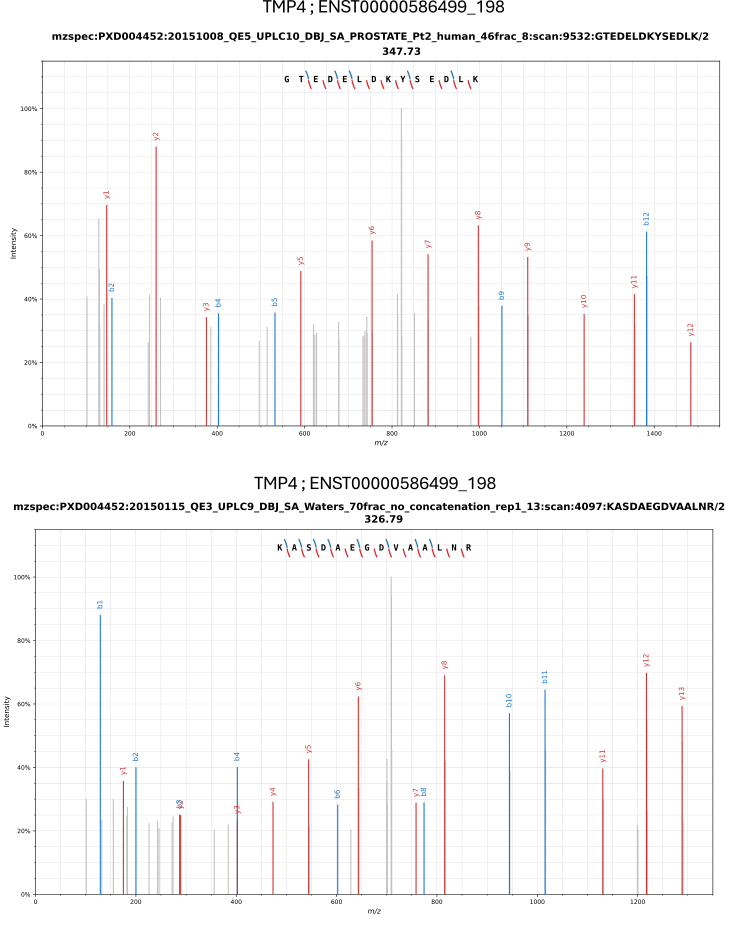 TMP4 ; ENST00000586499_198
mzspec:PXD004452:20151008_QE5_UPLC10_DBJ_SA_PROSTATE_Pt2_human_46frac_8:scan:9532:GTEDELDKYSEDLK/2
347.73
G T E D E L D K Y S E D L K
100%
80%
60%
40%
20%
0%
Intensity
y1
b2
y2
y3
b4
b5
y5
y6
y7
y8
b9
y9
y10
y11
b12
y12
0 200 400 600 800 1000 1200 1400
m/z
TMP4 ; ENST00000586499_198
mzspec:PXD004452:20150115_QE3_UPLC9_DBJ_SA_Waters_70frac_no_concatenation_rep1_13:scan:4097:KASDAEGDVAALNR/2
326.79
K A S D A E G D V A A L N R
100%
80%
60%
40%
20%
0%
Intensity
b1
y1
b2
b4
y3
y4
y5
b6
y6
y7
b8
y8
b10
b11
y11
y12
y13
0 200 400 600 800 1000 1200
m/z